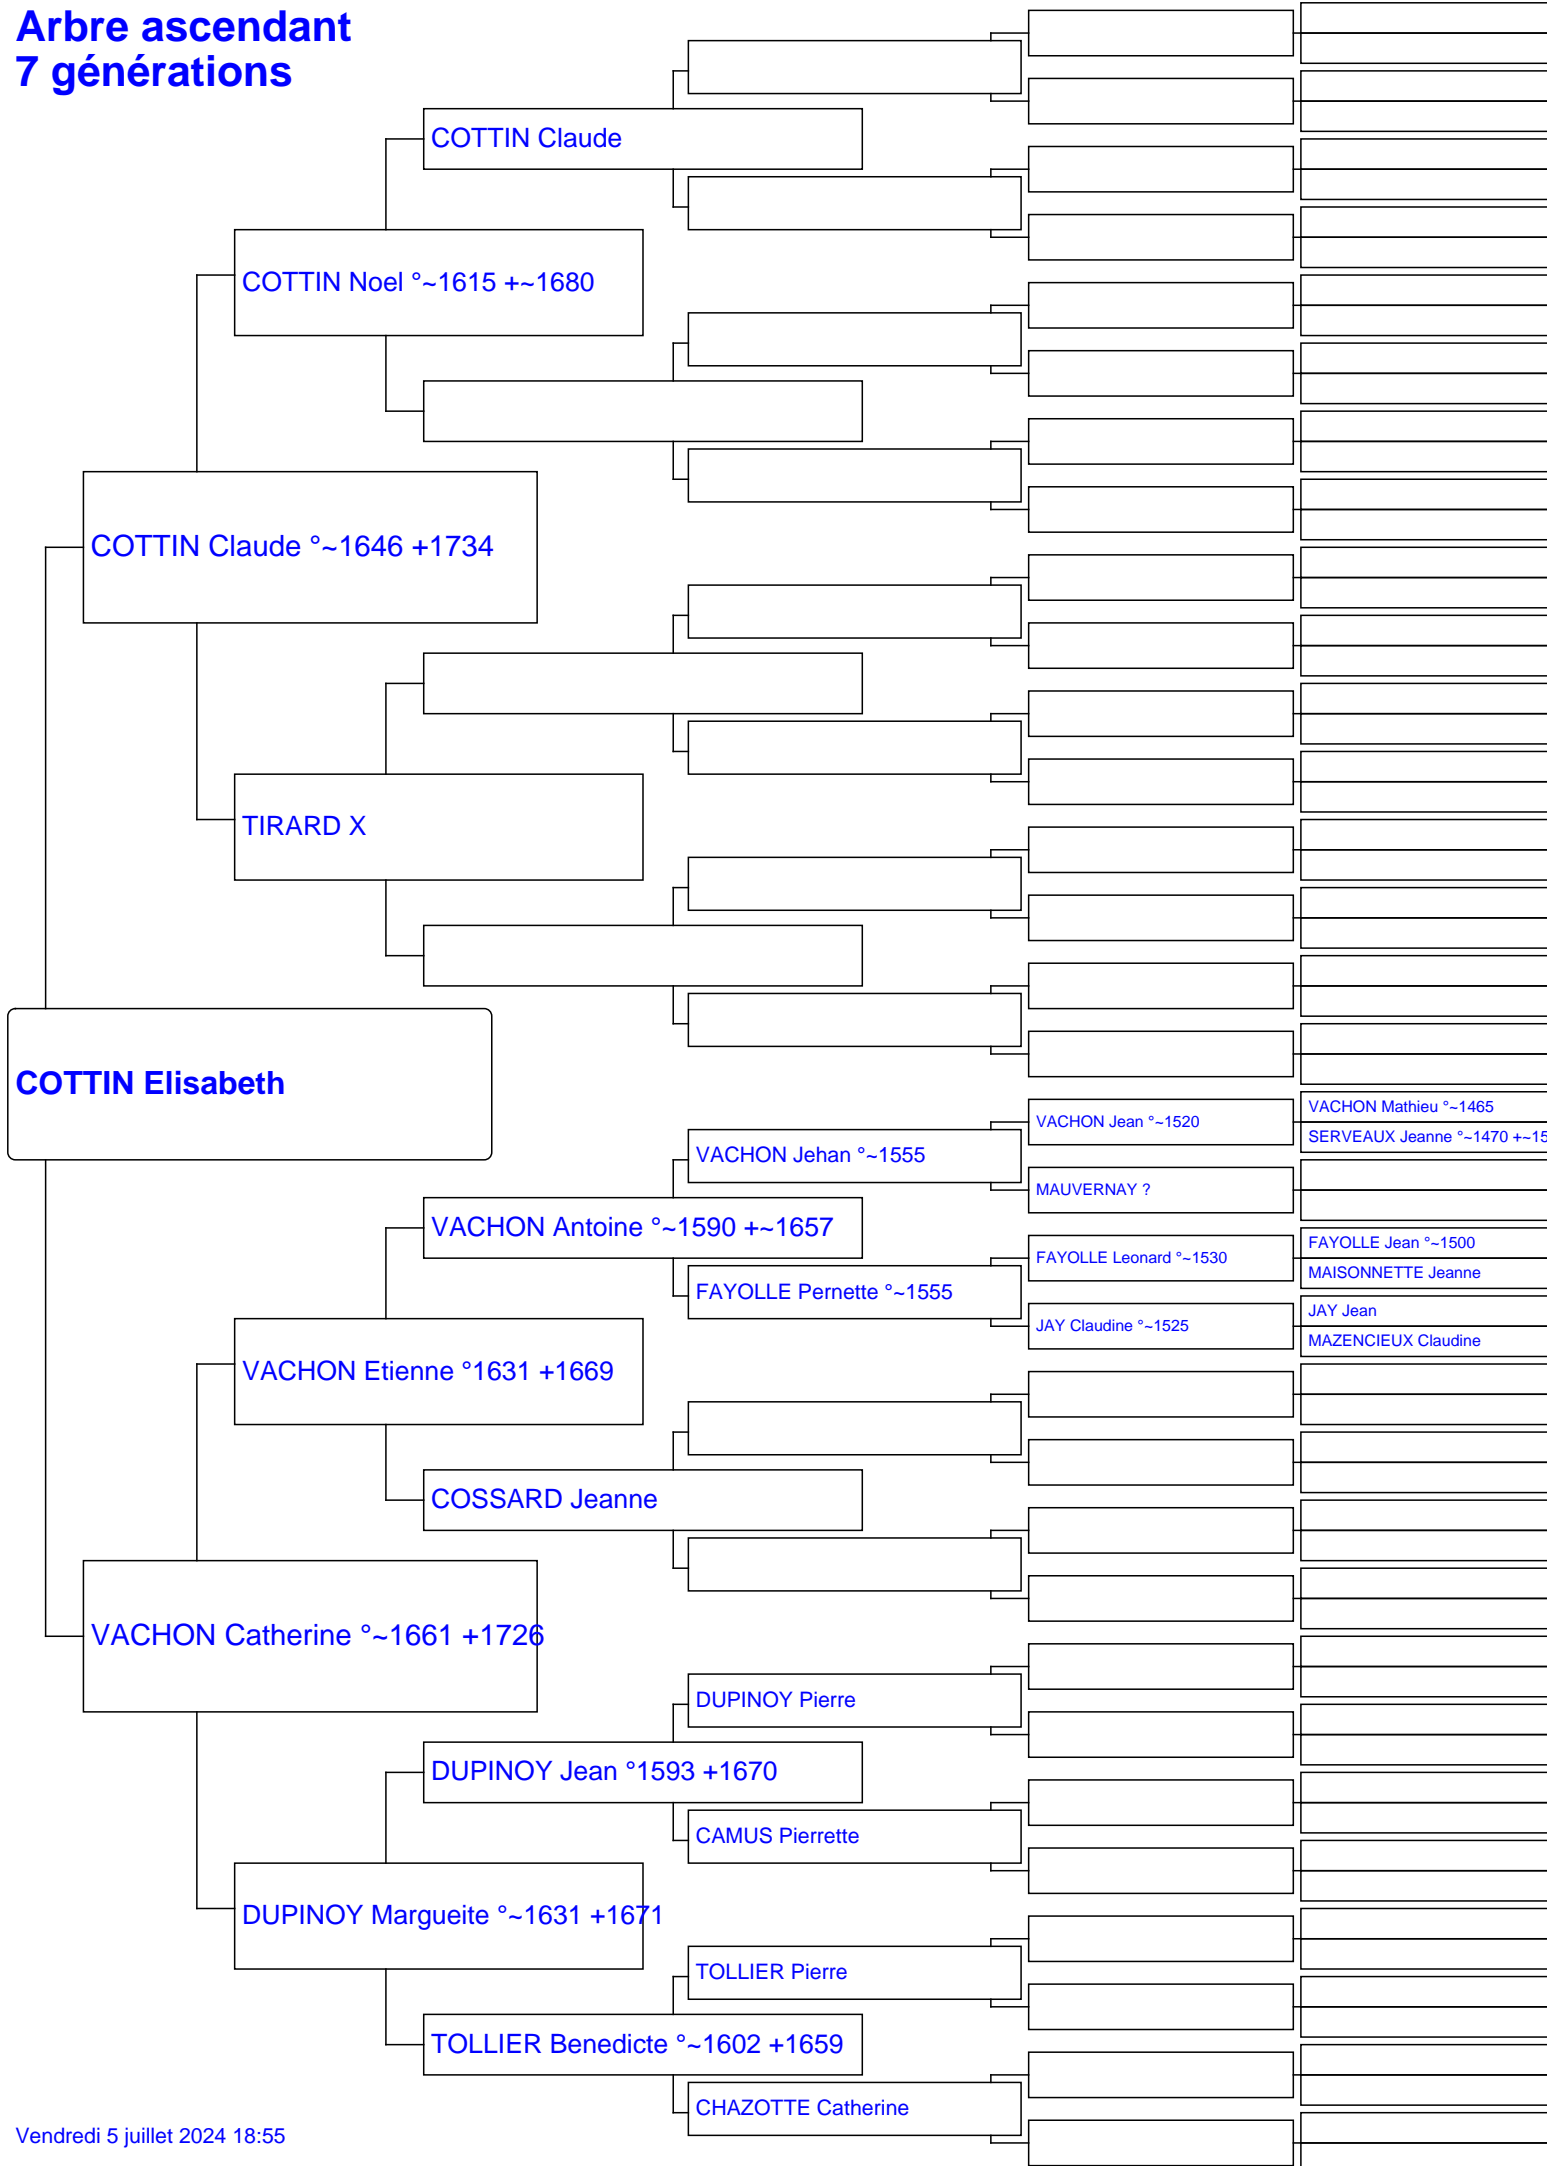 Arbre ascendant
7 générations
COTTIN Claude
COTTIN Noel °~1615 +~1680
COTTIN Claude °~1646 +1734
TIRARD X
COTTIN Elisabeth
VACHON Mathieu °~1465
VACHON Jean °~1520
SERVEAUX Jeanne °~1470 +~15
VACHON Jehan °~1555
MAUVERNAY ?
VACHON Antoine °~1590 +~1657
FAYOLLE Jean °~1500
FAYOLLE Leonard °~1530
MAISONNETTE Jeanne
FAYOLLE Pernette °~1555
JAY Jean
JAY Claudine °~1525
MAZENCIEUX Claudine
VACHON Etienne °1631 +1669
COSSARD Jeanne
VACHON Catherine °~1661 +1726
DUPINOY Pierre
DUPINOY Jean °1593 +1670
CAMUS Pierrette
DUPINOY Margueite °~1631 +1671
TOLLIER Pierre
TOLLIER Benedicte °~1602 +1659
CHAZOTTE Catherine
Vendredi 5 juillet 2024 18:55